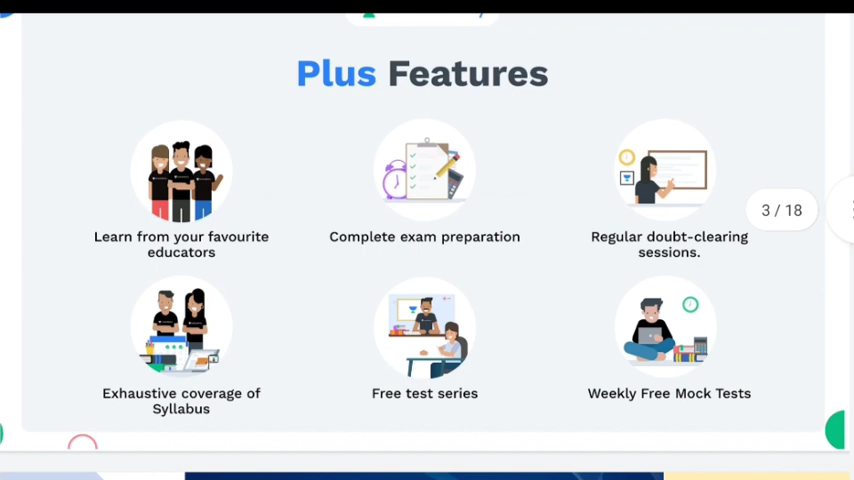 Plus Features
Learn from your favourite
educators
Complete exam preparation
Regular doubt-clearing
sessions.
3 / 18
Exhaustive coverage of
Syllabus
Free test series
Weekly Free Mock Tests